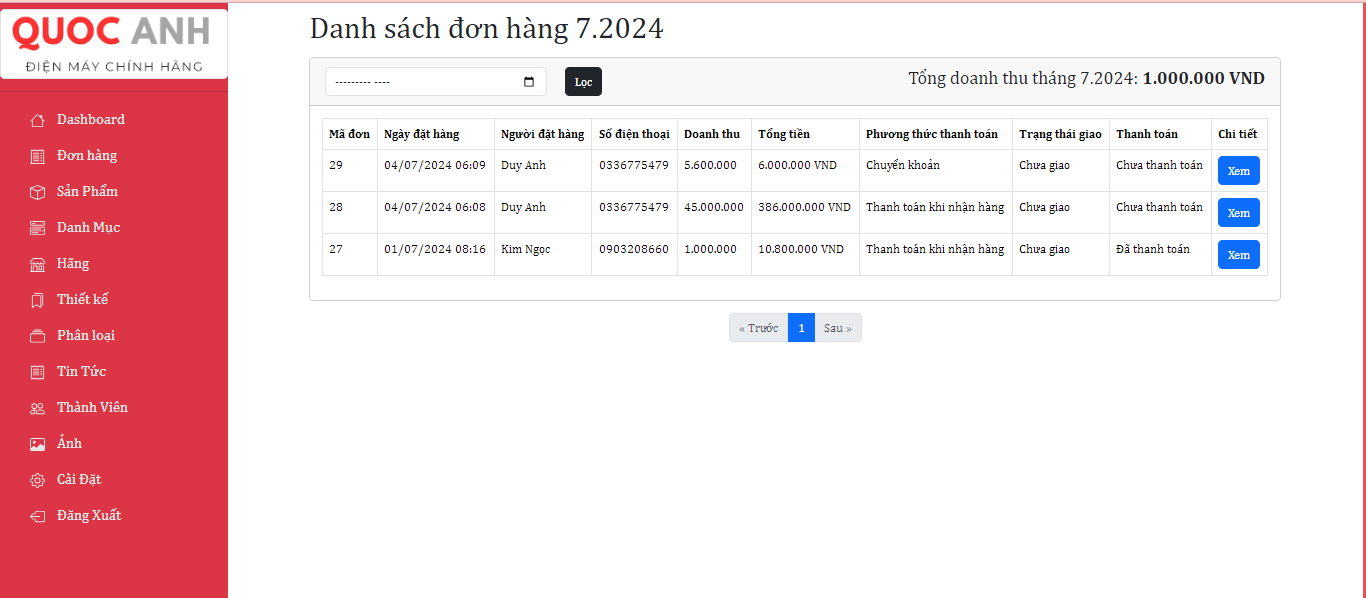 QUOC ANH
ĐIỆN MÁY CHÍNH HÃNG
Dashboard
Đơn hàng
Sản Phẩm
Danh Mục
Hãng
Thiết kế
Phân loại
Tin Tức
Thành Viên
Ảnh
Cài Đặt
Đăng Xuất
Danh sách đơn hàng 7.2024
--------- ---- Lọc Tổng doanh thu tháng 7.2024: 1.000.000 VND
Mã đơn Ngày đặt hàng Người đặt hàng Số điện thoại Doanh thu Tổng tiền Phương thức thanh toán Trạng thái giao Thanh toán Chi tiết
29 04/07/2024 06:09 Duy Anh 0336775479 5.600.000 6.000.000 VND Chuyển khoản Chưa giao Chưa thanh toán Xem
28 04/07/2024 06:08 Duy Anh 0336775479 45.000.000 386.000.000 VND Thanh toán khi nhận hàng Chưa giao Chưa thanh toán Xem
27 01/07/2024 08:16 Kim Ngọc 0903208660 1.000.000 10.800.000 VND Thanh toán khi nhận hàng Chưa giao Đã thanh toán Xem
« Trước 1 Sau »